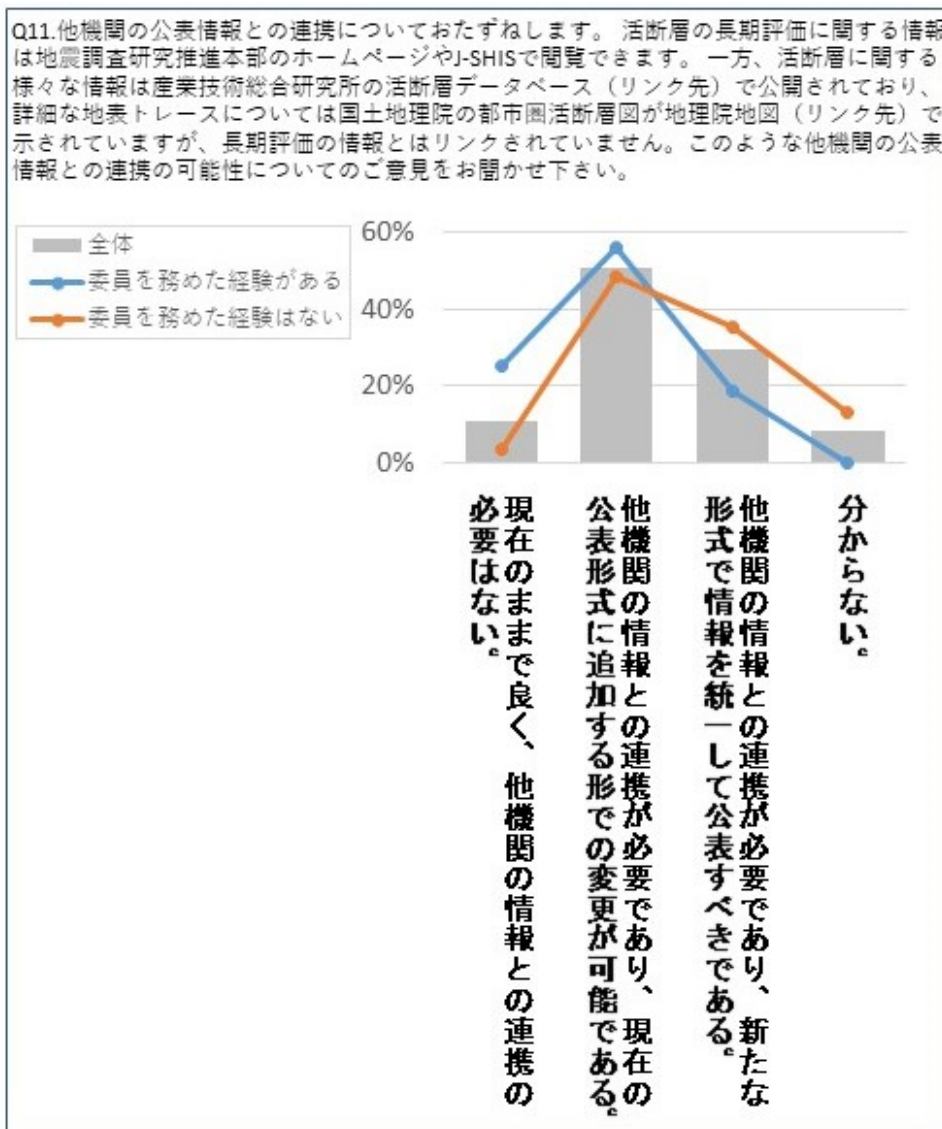 Q11.他機関の公表情報との連携についておたずねします。 活断層の長期評価に関する情報
は地震調査研究推進本部のホームページやJ-SHISで閲覧できます。 一方、活断層に関する
様々な情報は産業技術総合研究所の活断層データベース（リンク先）で公開されており、
詳細な地表トレースについては国土地理院の都市圏活断層図が地理院地図（リンク先）で
示されていますが、長期評価の情報とはリンクされていません。このような他機関の公表
情報との連携の可能性についてのご意見をお聞かせ下さい。
全体
委員を務めた経験がある
委員を務めた経験はない
60%
40%
20%
0%
現在のままで良く、他機関の情報との連携の
必要はない。
他機関の情報との連携が必要であり、現在の
公表形式に追加する形での変更が可能である。
他機関の情報との連携が必要であり、新たな
形式で情報を統一して公表すべきである。
分からない。